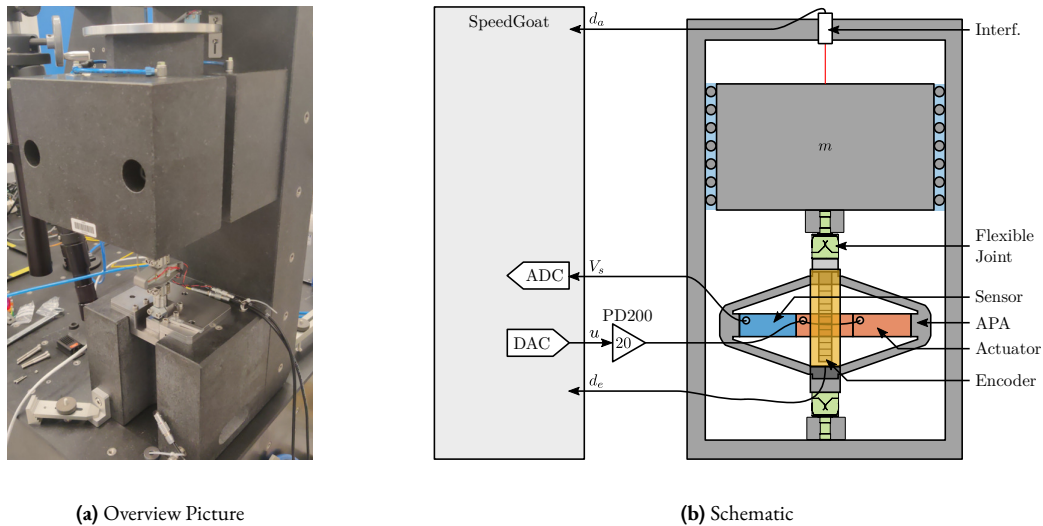 SpeedGoat
d_a
Interf.
m
Flexible
Joint
ADC
V_s
Sensor
PD200
APA
DAC
u
20
Actuator
d_e
Encoder
(a) Overview Picture
(b) Schematic